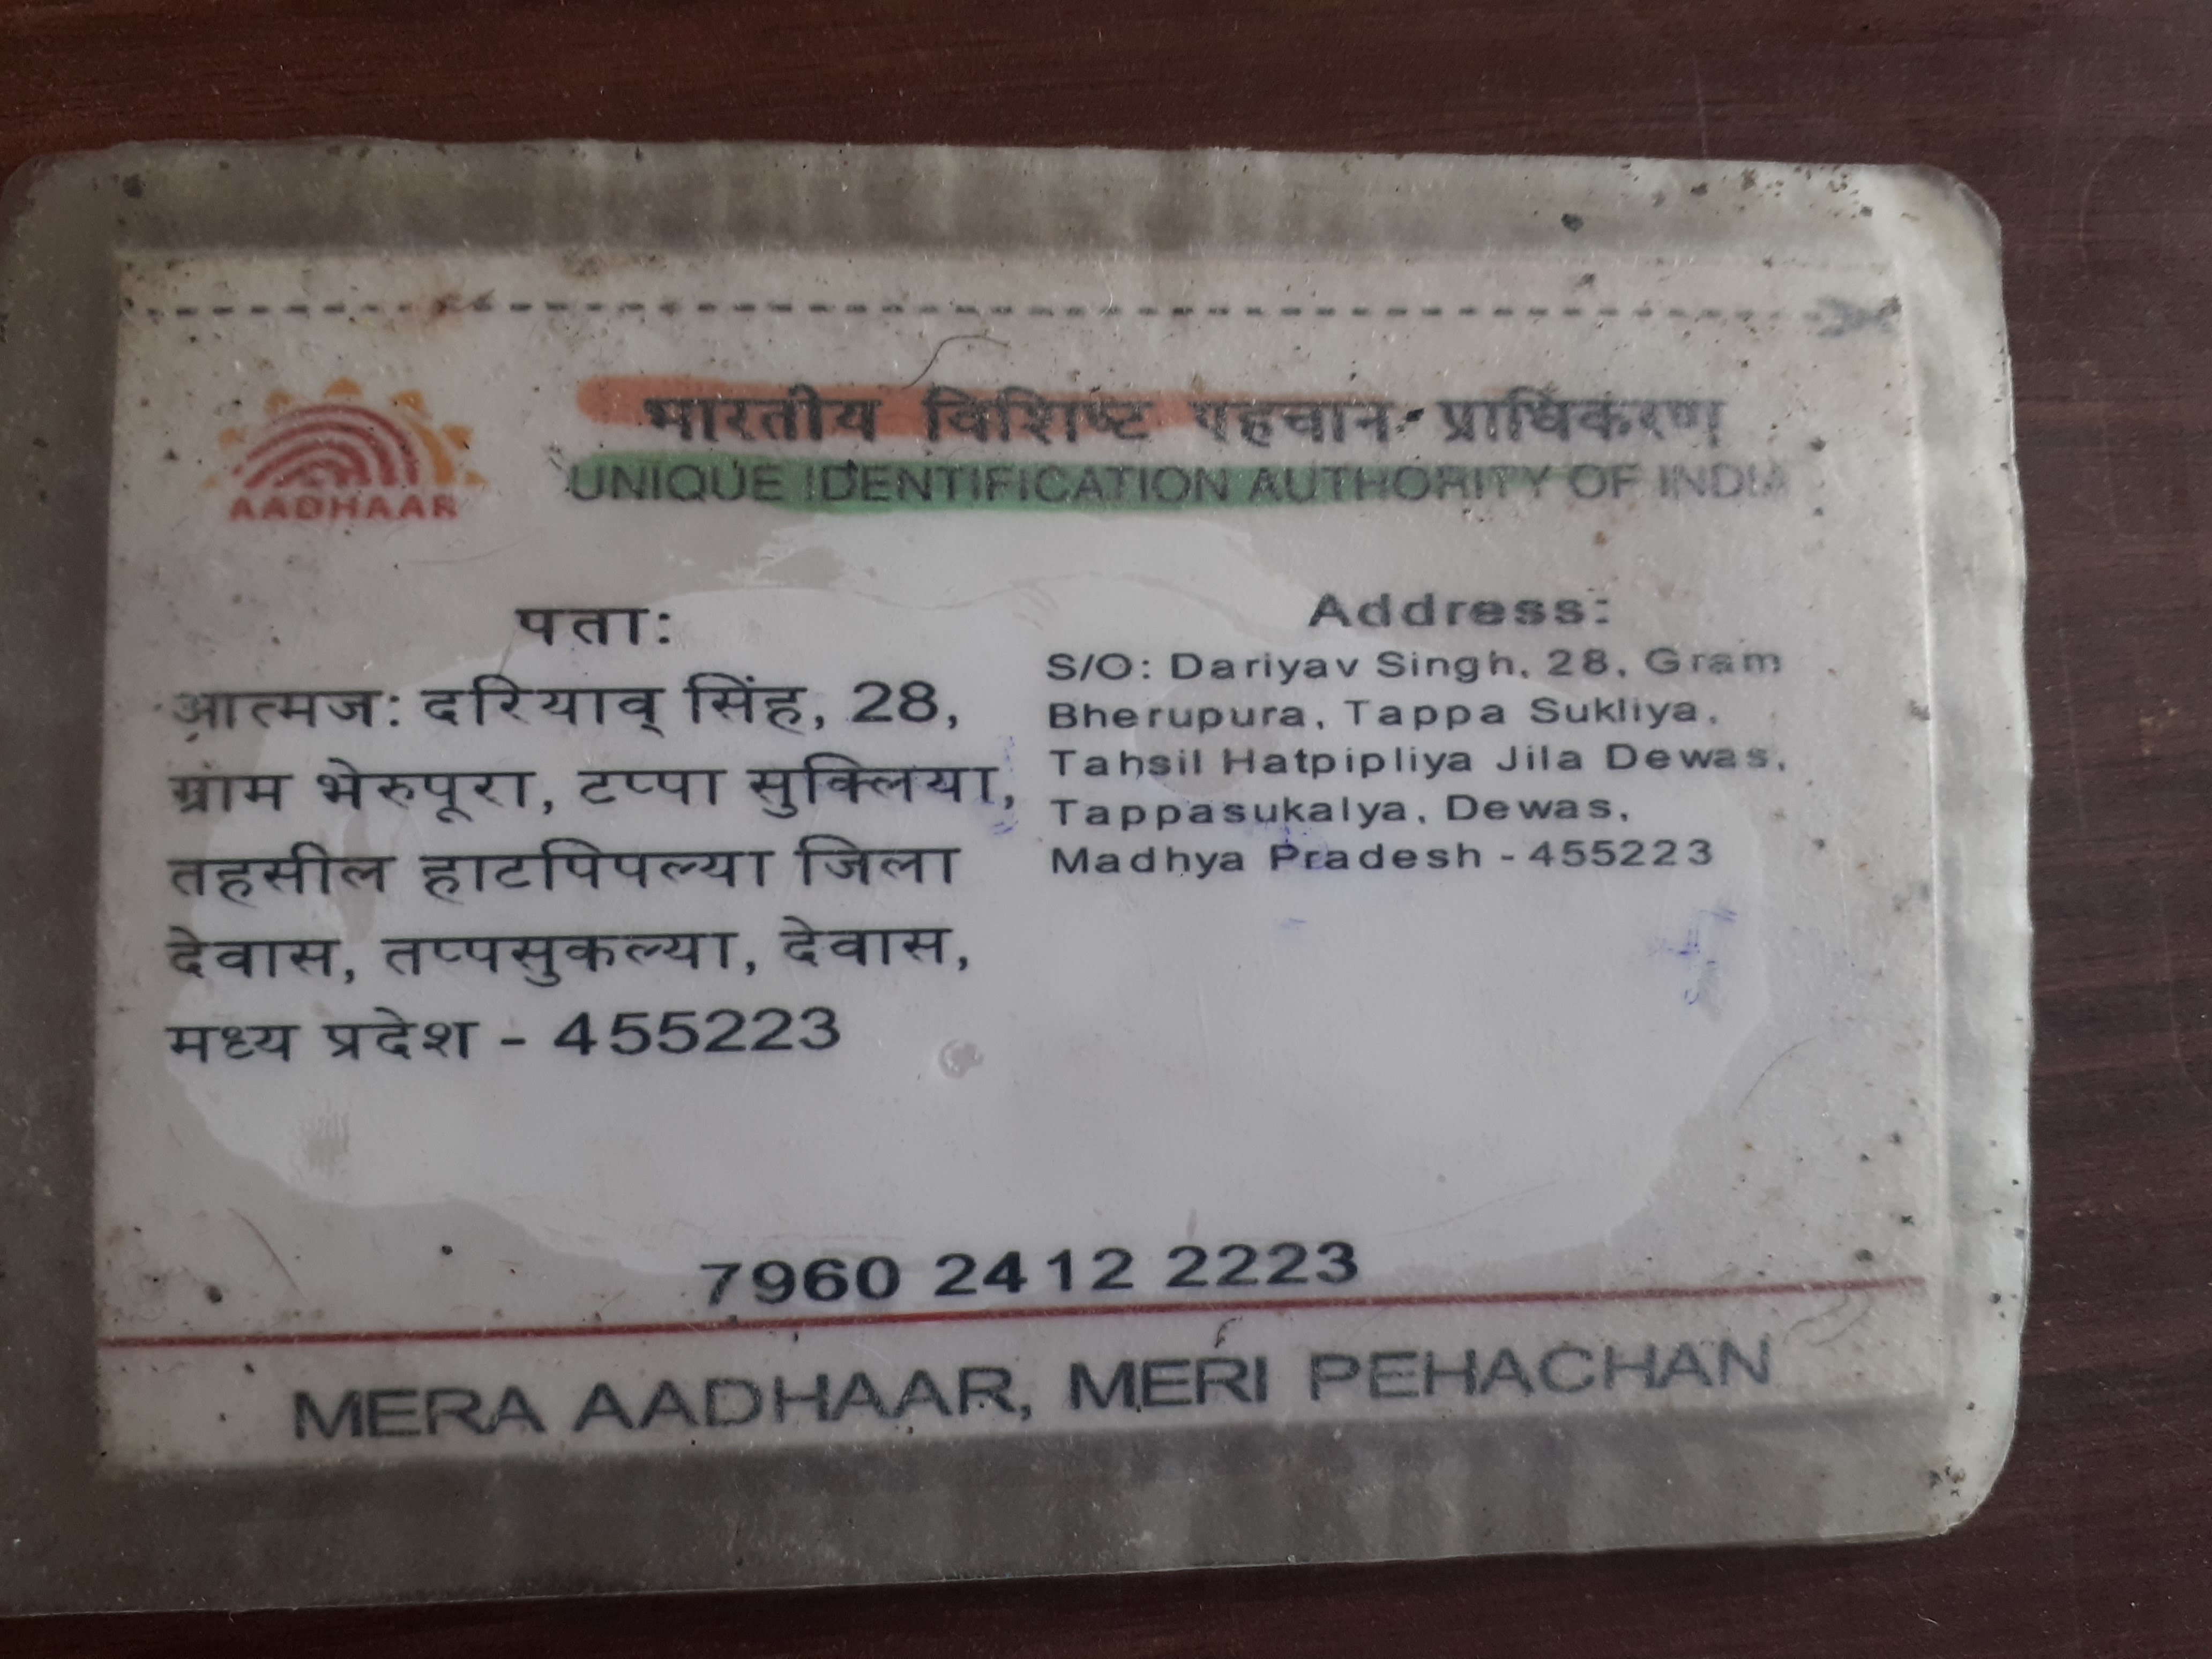 भारतीय विशिष्ट पहचान प्राधिकरण
UNIQUE IDENTIFICATION AUTHORITY OF INDIA
AADHAAR
पता:
आत्मज: दरियाव् सिंह, 28,
ग्राम भेरुपूरा, टप्पा सुक्लिया,
तहसील हाटपिपल्या जिला
देवास, तप्पसुकल्या, देवास,
मध्य प्रदेश - 455223
Address:
S/O: Dariyav Singh, 28, Gram
Bherupura, Tappa Sukliya,
Tahsil Hatpipliya Jila Dewas,
Tappasukalya, Dewas,
Madhya Pradesh - 455223
7960 2412 2223
MERA AADHAAR, MERI PEHACHAN